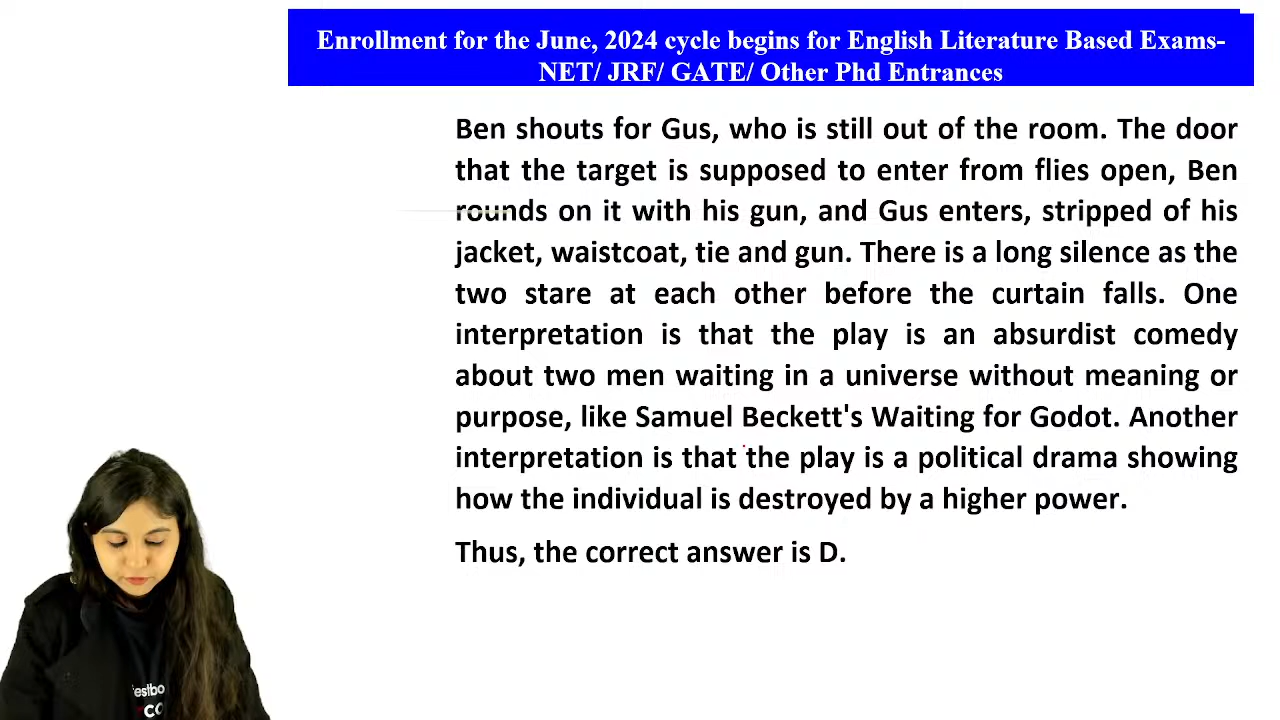 Enrollment for the June, 2024 cycle begins for English Literature Based Exams-
NET/ JRF/ GATE/ Other Phd Entrances
Ben shouts for Gus, who is still out of the room. The door
that the target is supposed to enter from flies open, Ben
rounds on it with his gun, and Gus enters, stripped of his
jacket, waistcoat, tie and gun. There is a long silence as the
two stare at each other before the curtain falls. One
interpretation is that the play is an absurdist comedy
about two men waiting in a universe without meaning or
purpose, like Samuel Beckett's Waiting for Godot. Another
interpretation is that the play is a political drama showing
how the individual is destroyed by a higher power.
Thus, the correct answer is D.